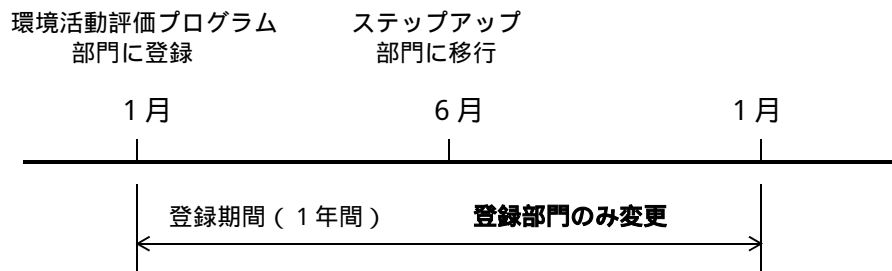 環境活動評価プログラム
部門に登録
ステップアップ
部門に移行
1月
6月
1月
登録期間(1年間)
登録部門のみ変更